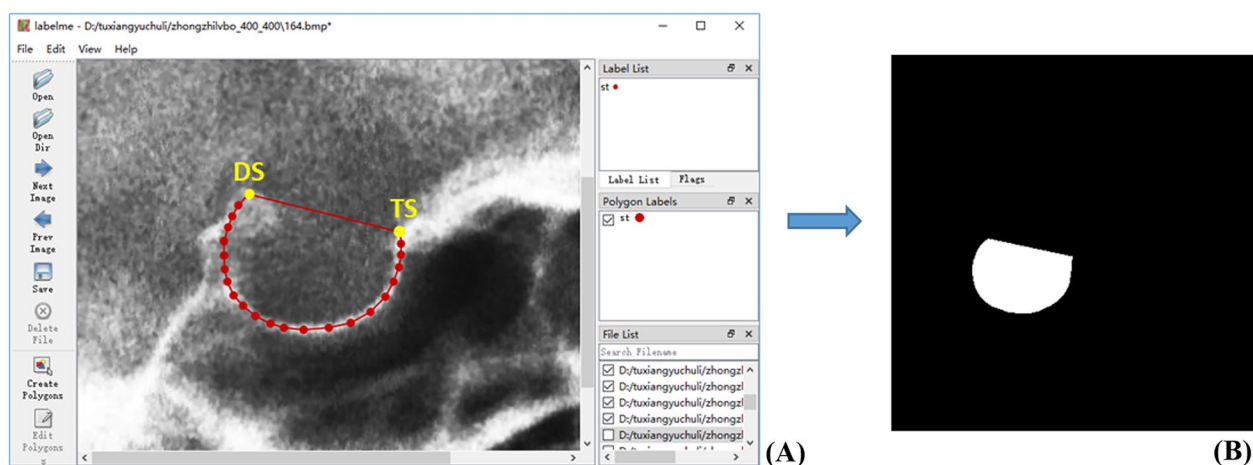 labelme - D:/tuxiangyuchuli/zhongzhilvbo_400_400\164.bmp*
File Edit View Help
Open
Open
Dir
Next
Image
Prev
Image
Save
Delete
File
Create
Polygons
Edit
Polygons
DS
TS
Label List
st
Label List Flags
Polygon Labels
st
File List
Search Filename
D:/tuxiangyuchuli/zhongzl
D:/tuxiangyuchuli/zhongzl
D:/tuxiangyuchuli/zhongzl
D:/tuxiangyuchuli/zhongzl
D:/tuxiangyuchuli/zhongzl
(A)
(B)